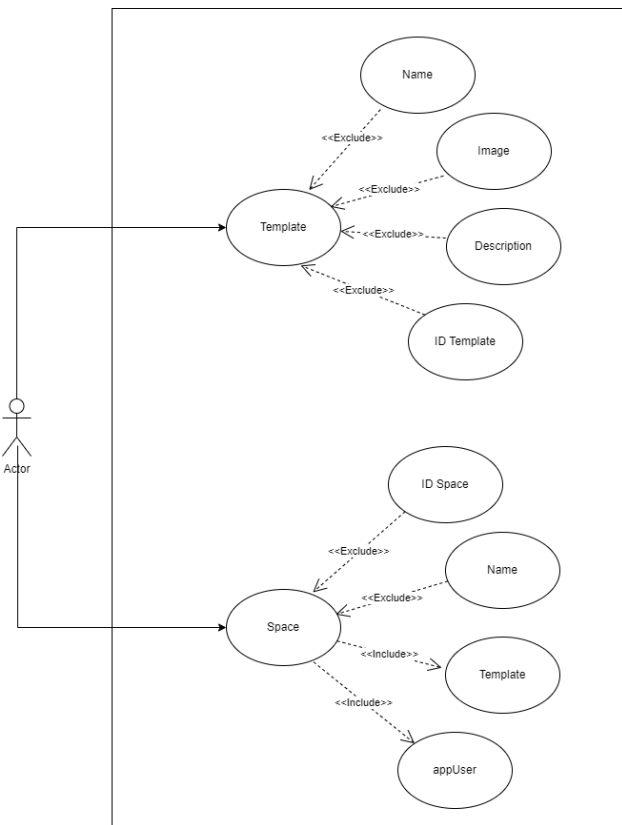 Name
<<Exclude>>
Image
<<Exclude>>
Template
<<Exclude>>
Description
<<Exclude>>
ID Template
Actor
ID Space
<<Exclude>>
Name
<<Exclude>>
Space
<<Include>>
Template
<<Include>>
appUser